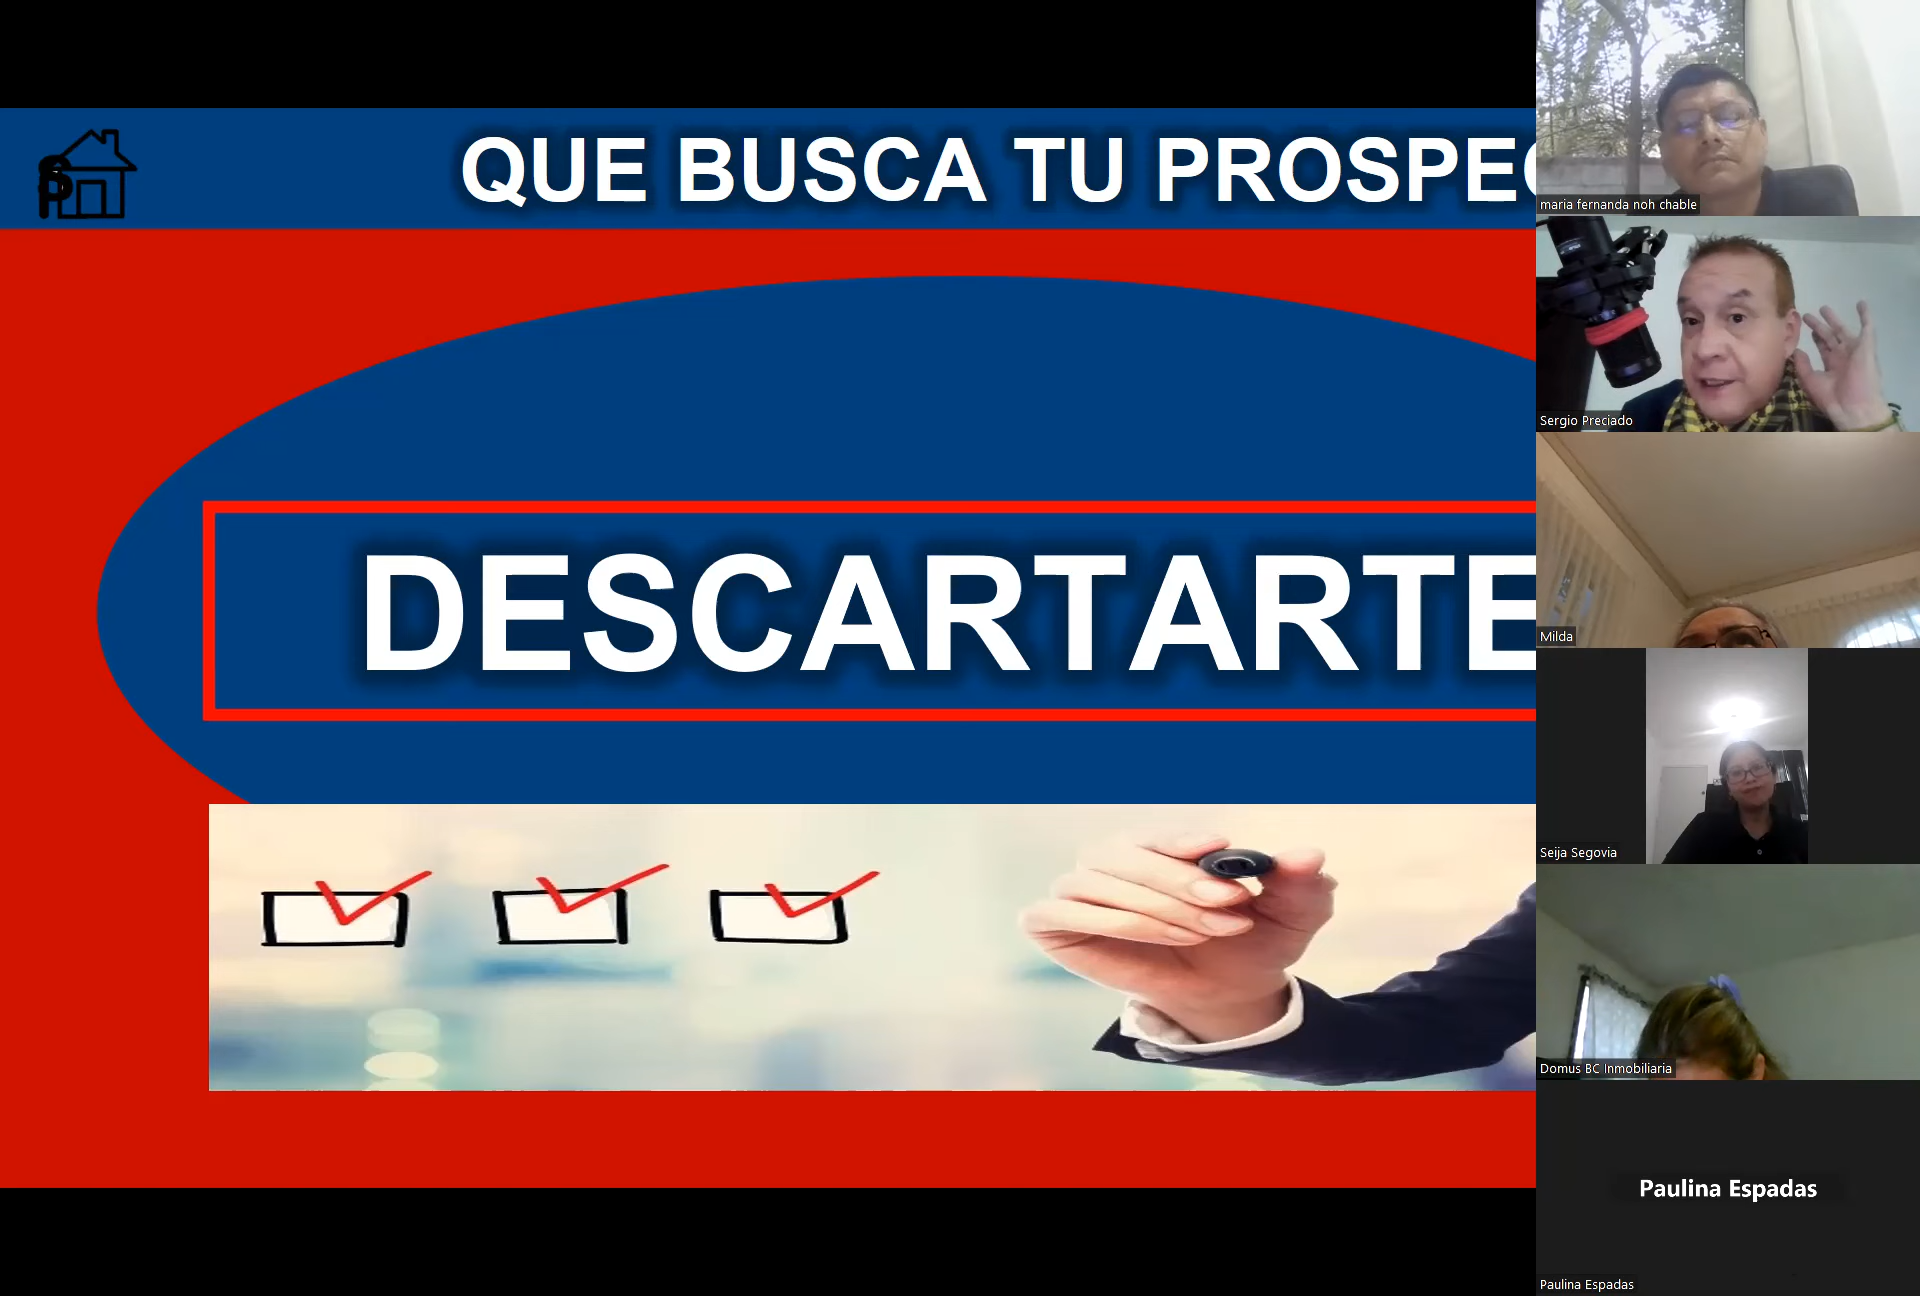 QUE BUSCA TU PROSPEC
SP
DESCARTARTE
maria fernanda noh chable
Sergio Preciado
Milda
Seija Segovia
Domus BC Inmobiliaria
Paulina Espadas
Paulina Espadas